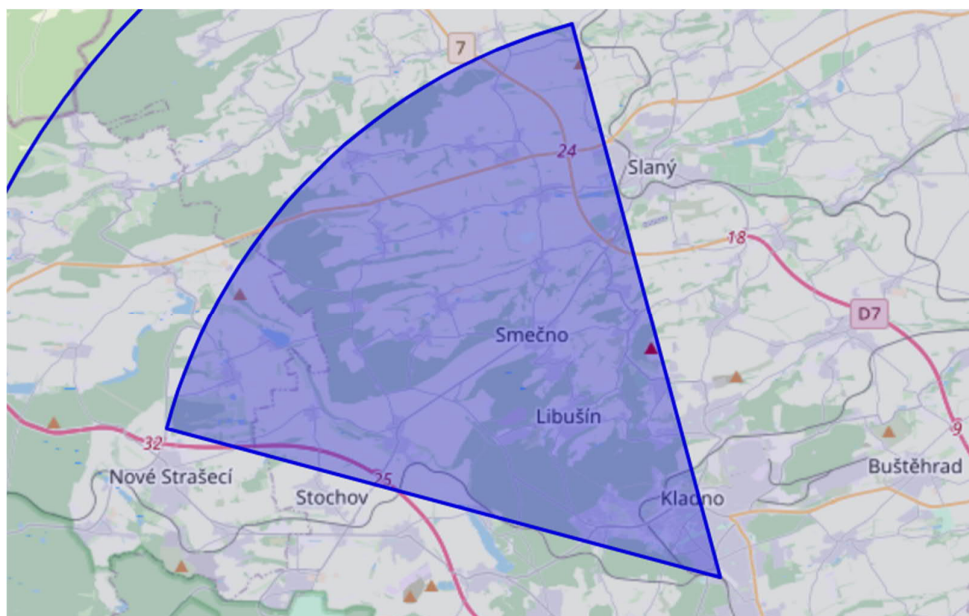 7
24
Slaný
18
D7
Smečno
Libušín
9
32
Nové Strašecí
25
Stochov
Kladno
Buštěhrad